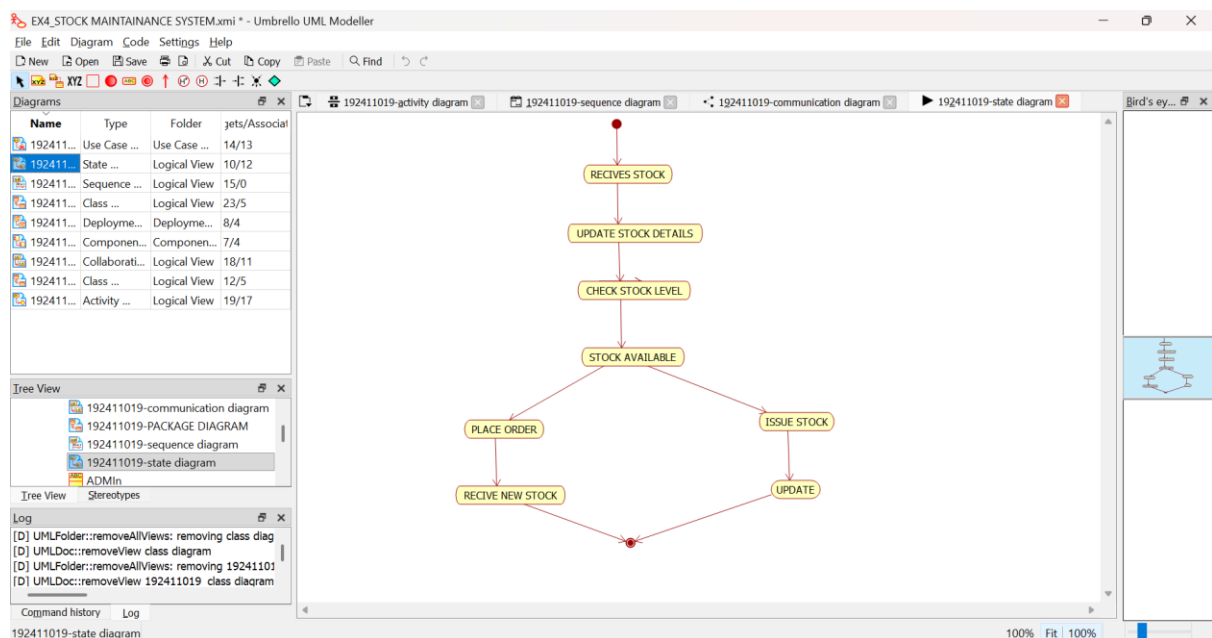 EX4_STOCK MAINTAINANCE SYSTEM.xmi * - Umbrello UML Modeller
File Edit Diagram Code Settings Help
New Open Save Cut Copy Paste Find
XYZ
Diagrams
192411019-activity diagram 192411019-sequence diagram 192411019-communication diagram 192411019-state diagram
Bird's ey...
Name Type Folder gets/Associat
192411... Use Case ... Use Case ... 14/13
192411... State ... Logical View 10/12
192411... Sequence ... Logical View 15/0
192411... Class ... Logical View 23/5
192411... Deployme... Deployme... 8/4
192411... Componen... Componen... 7/4
192411... Collaborati... Logical View 18/11
192411... Class ... Logical View 12/5
192411... Activity ... Logical View 19/17
RECIVES STOCK
UPDATE STOCK DETAILS
CHECK STOCK LEVEL
STOCK AVAILABLE
PLACE ORDER
ISSUE STOCK
RECIVE NEW STOCK
UPDATE
Tree View
192411019-communication diagram
192411019-PACKAGE DIAGRAM
192411019-sequence diagram
192411019-state diagram
ADMIn
Tree View Stereotypes
Log
[D] UMLFolder::removeAllViews: removing class diag
[D] UMLDoc::removeView class diagram
[D] UMLFolder::removeAllViews: removing 19241101
[D] UMLDoc::removeView 192411019 class diagram
Command history Log
192411019-state diagram
100% Fit 100%